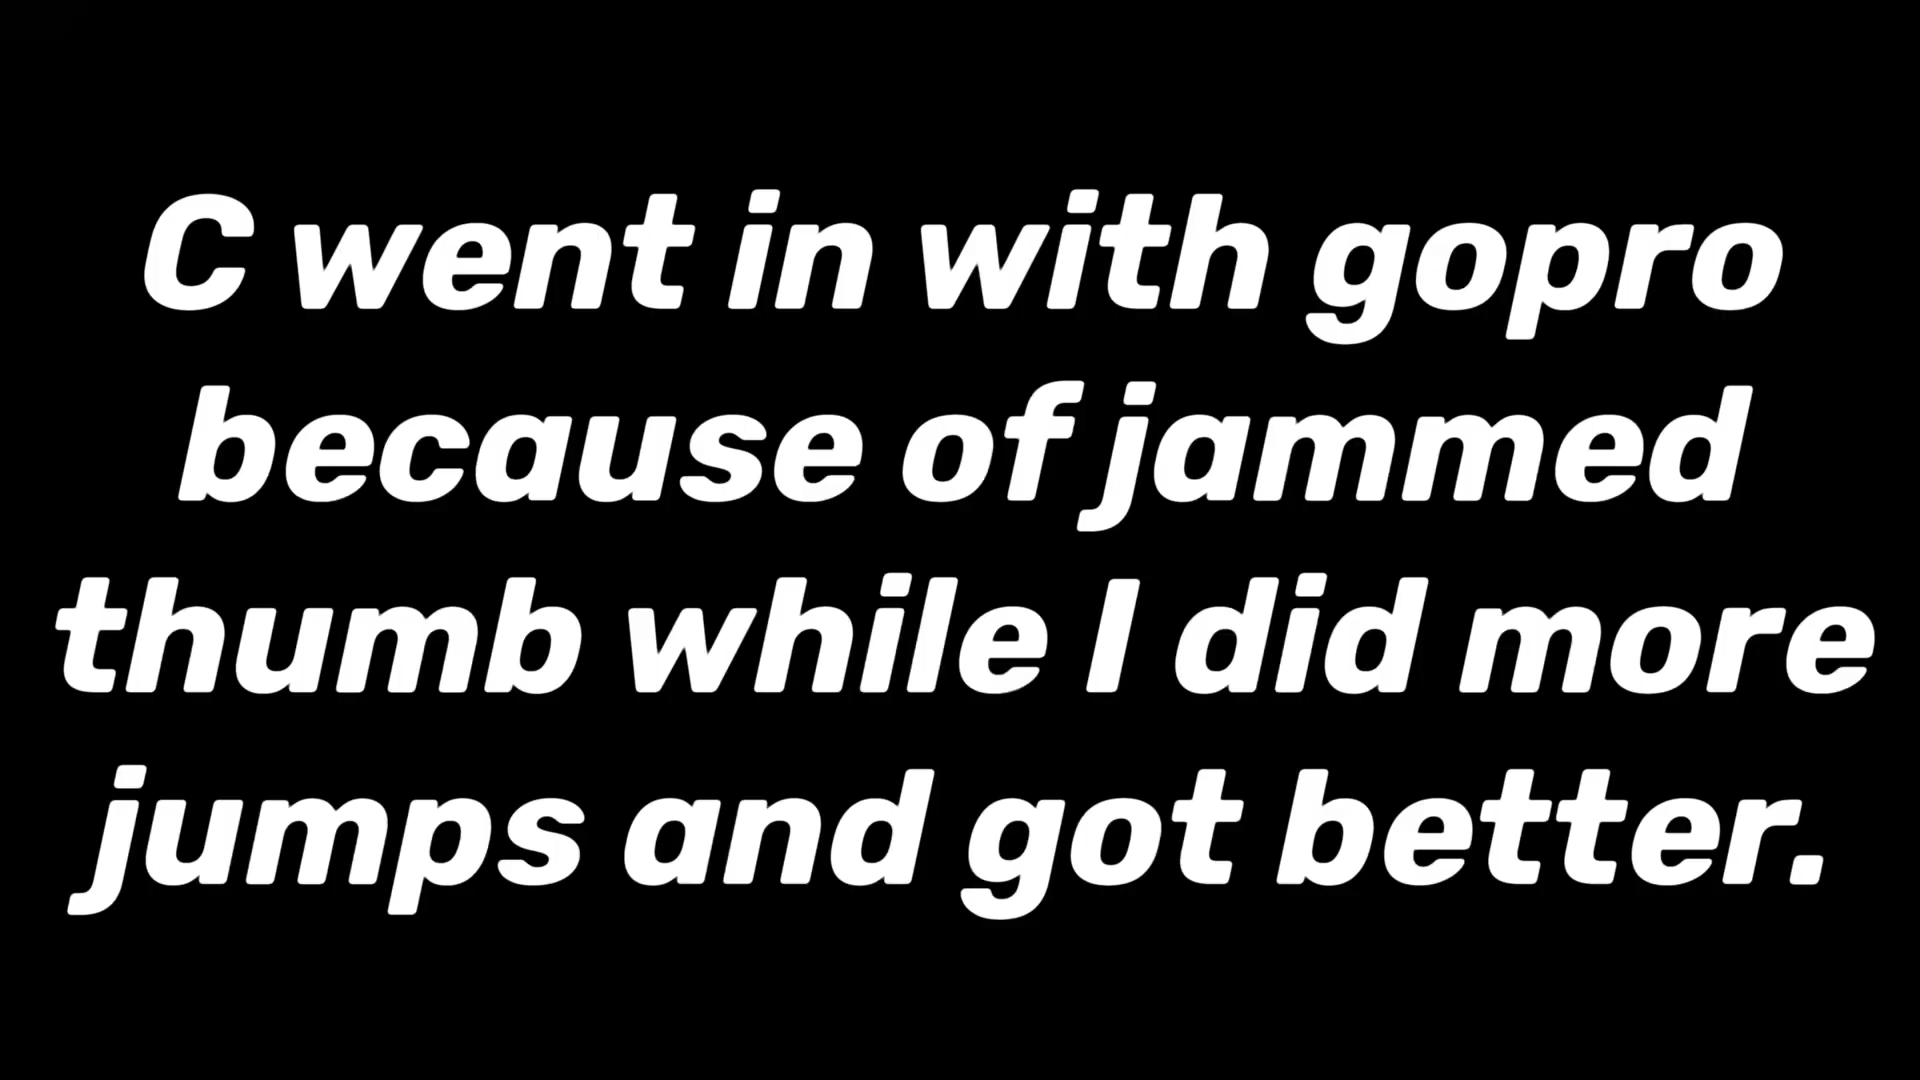 C went in with gopro
because of jammed
thumb while I did more
jumps and got better.